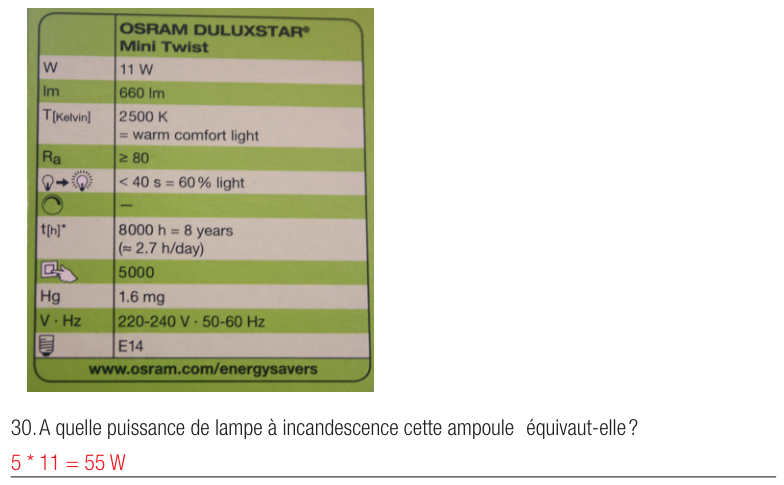 OSRAM DULUXSTAR®
Mini Twist
W 11 W
lm 660 lm
T[Kelvin] 2500 K
= warm comfort light
Ra ≥ 80
< 40 s = 60% light
–
t[h]* 8000 h = 8 years
(≈ 2.7 h/day)
5000
Hg 1.6 mg
V · Hz 220-240 V · 50-60 Hz
E14
www.osram.com/energysavers
30. A quelle puissance de lampe à incandescence cette ampoule équivaut-elle ?
5 * 11 = 55 W